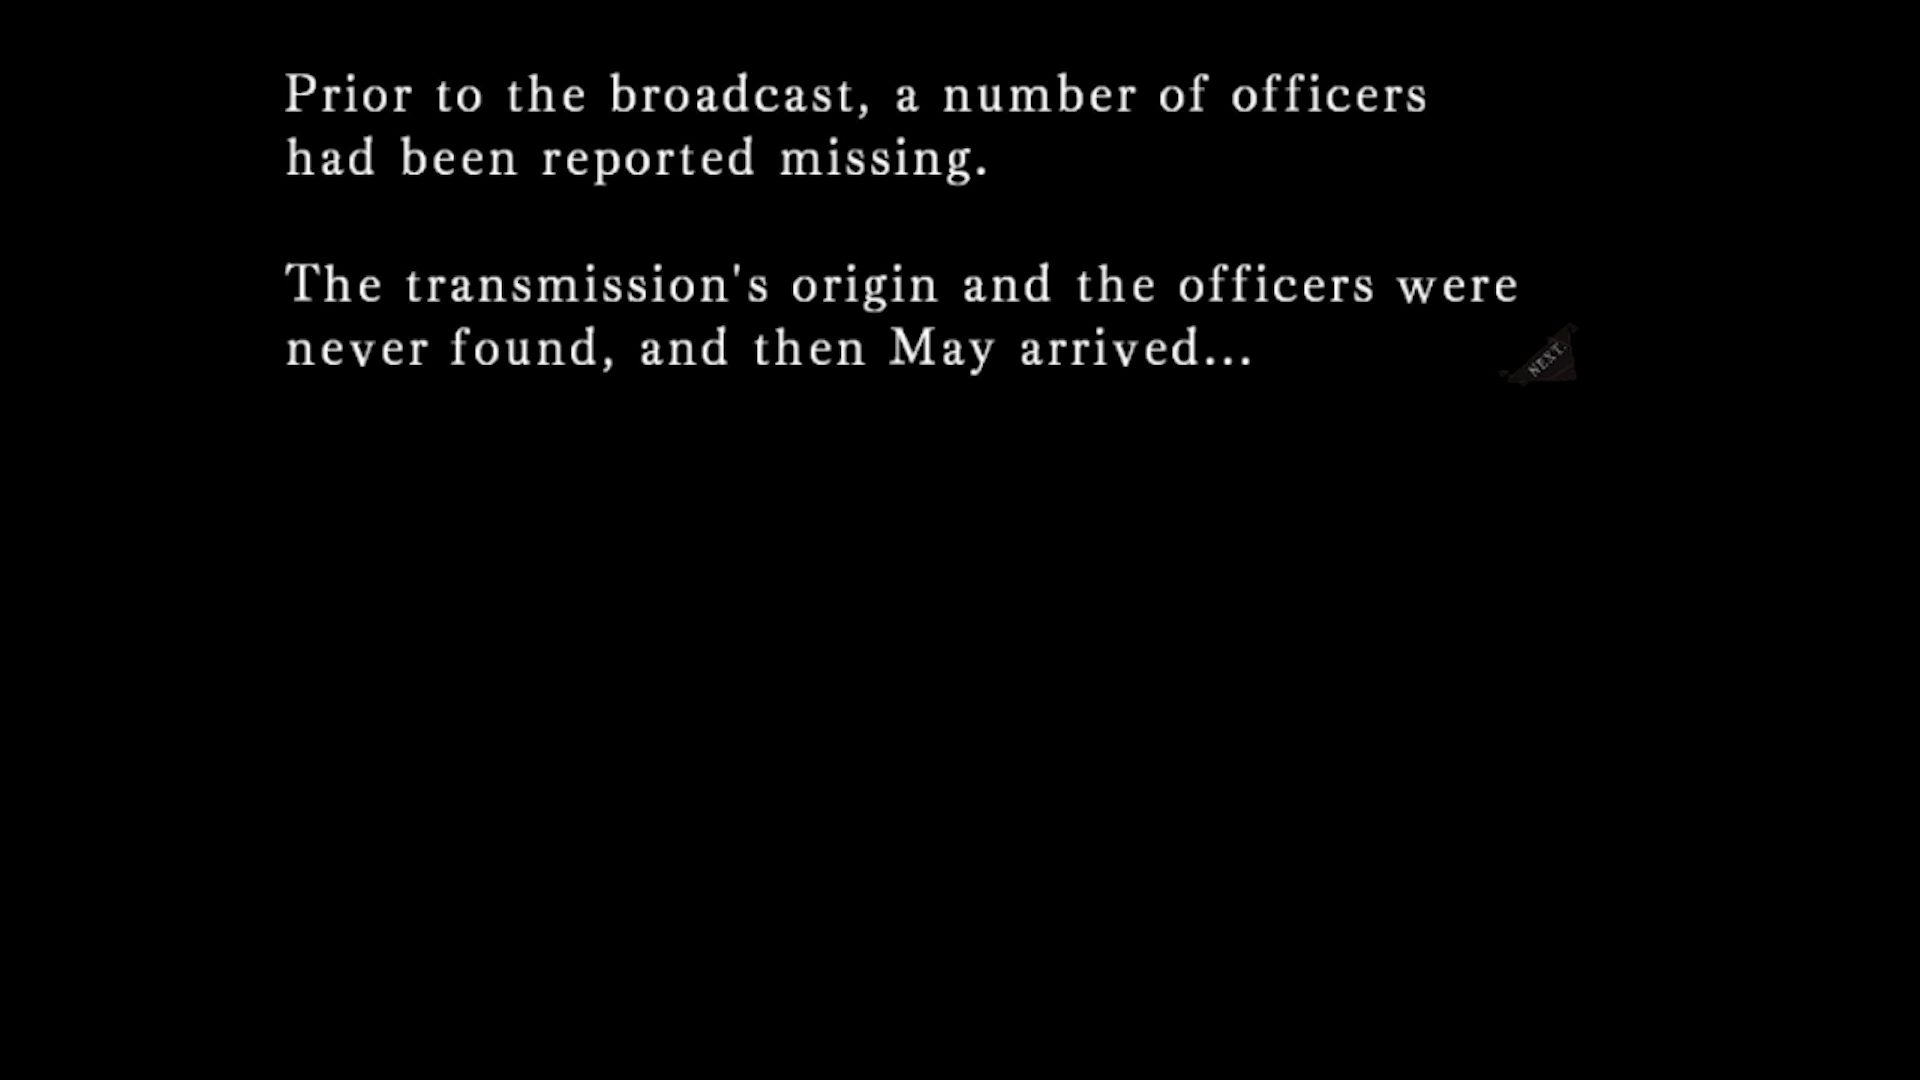 Prior to the broadcast, a number of officers
had been reported missing.
The transmission's origin and the officers were
never found, and then May arrived...
NEXT